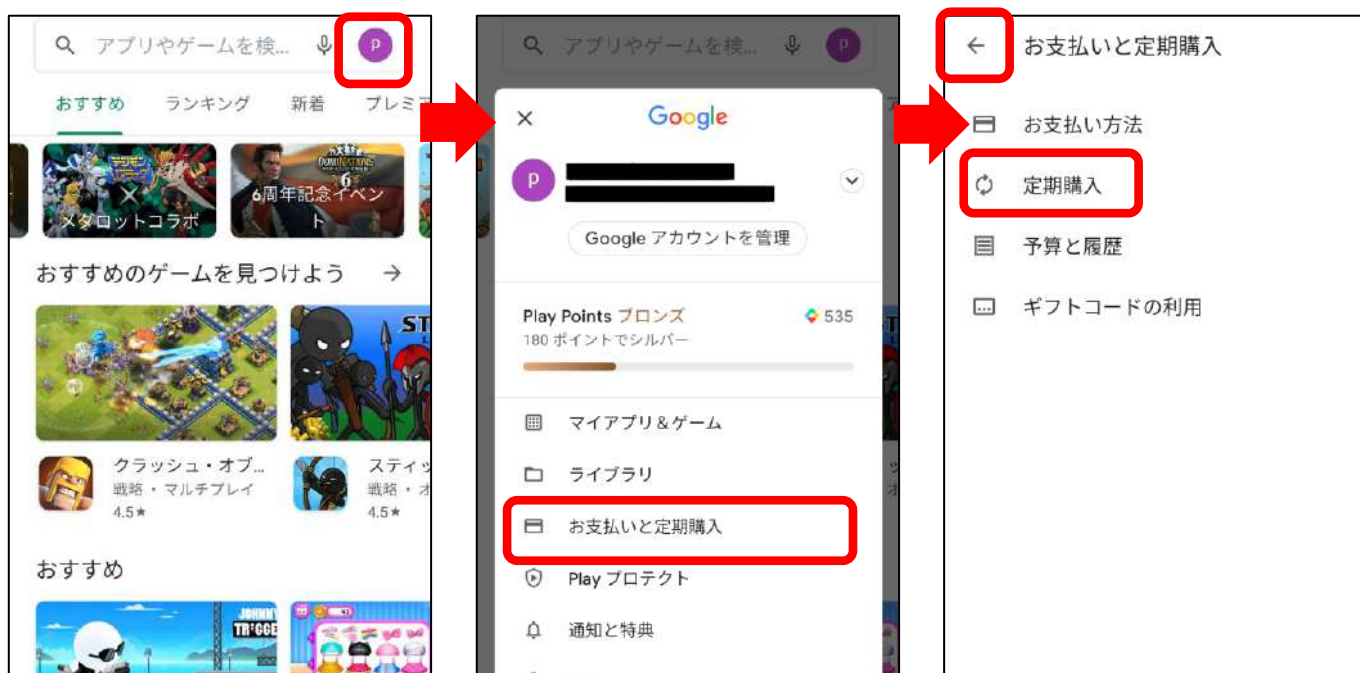 アプリやゲームを検...
P
おすすめ
ランキング
新着
プレミア
メダロットコラボ
DOMINATIONS
6
6周年記念イベン
ト
おすすめのゲームを見つけよう
ST
クラッシュ・オブ...
戦略・マルチプレイ
4.5★
スティッ
戦略・オ
4.5★
おすすめ
JOHNNY
TRIGGE
アプリやゲームを検...
P
Google
P
Google アカウントを管理
Play Points ブロンズ
535
180 ポイントでシルバー
マイアプリ＆ゲーム
ライブラリ
お支払いと定期購入
Play プロテクト
通知と特典
お支払いと定期購入
お支払い方法
定期購入
予算と履歴
ギフトコードの利用